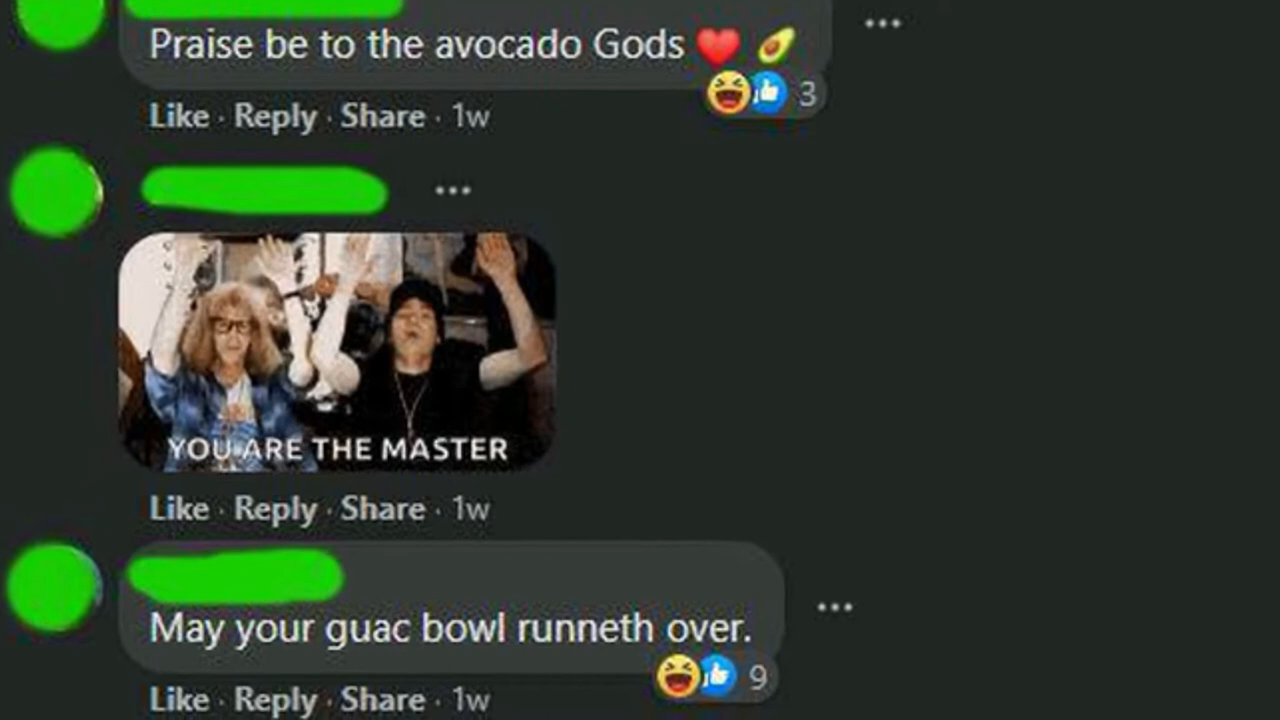 Praise be to the avocado Gods ❤️ 🥑
3
Like · Reply · Share · 1w
YOU ARE THE MASTER
Like · Reply · Share · 1w
May your guac bowl runneth over.
9
Like · Reply · Share · 1w